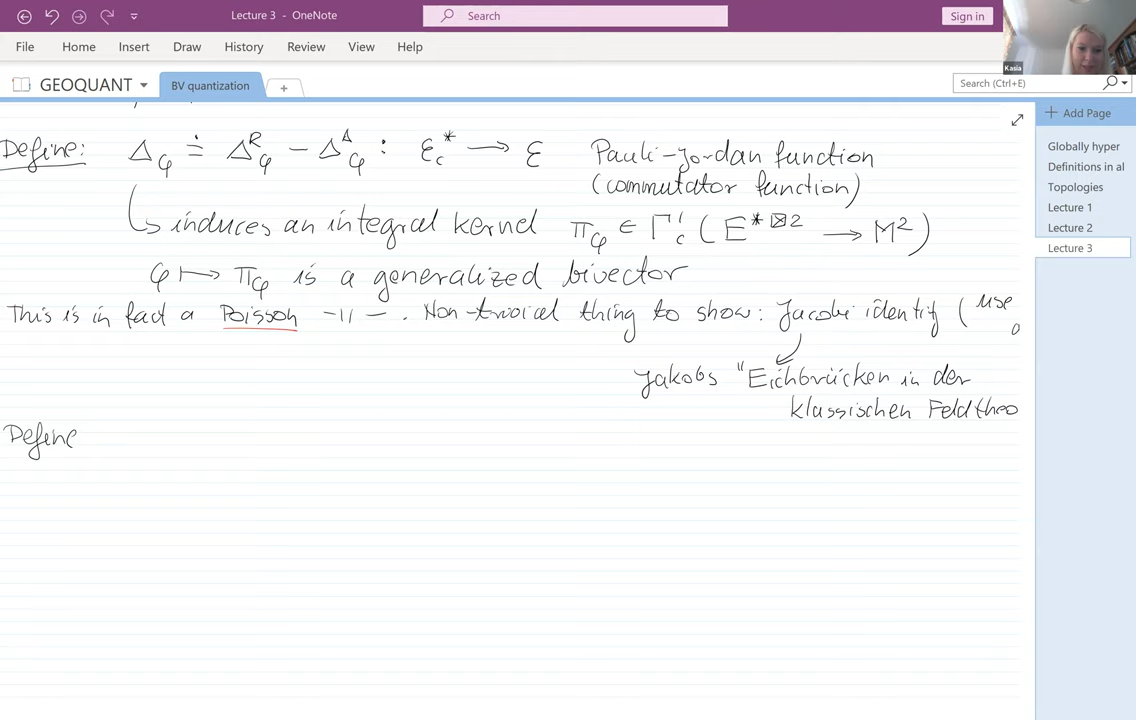 Lecture 3 - OneNote
Search
Sign in
File Home Insert Draw History Review View Help
Kasia
GEOQUANT
BV quantization
Search (Ctrl+E)
Add Page
Globally hyper
Definitions in al
Topologies
Lecture 1
Lecture 2
Lecture 3
Define: Δ_φ ≐ Δ^R_φ − Δ^A_φ : ℰ_c^* → ℰ Pauli-Jordan function
(commutator function)
↳ induces an integral kernel π_φ ∈ Γ'_c (E^{*⊠2} → M^2)
φ ↦ π_φ is a generalized bivector
This is in fact a Poisson -||- . Non-trivial thing to show: Jacobi identity (use
Jakobs "Eichbrücken in der
klassischen Feldtheo
Define